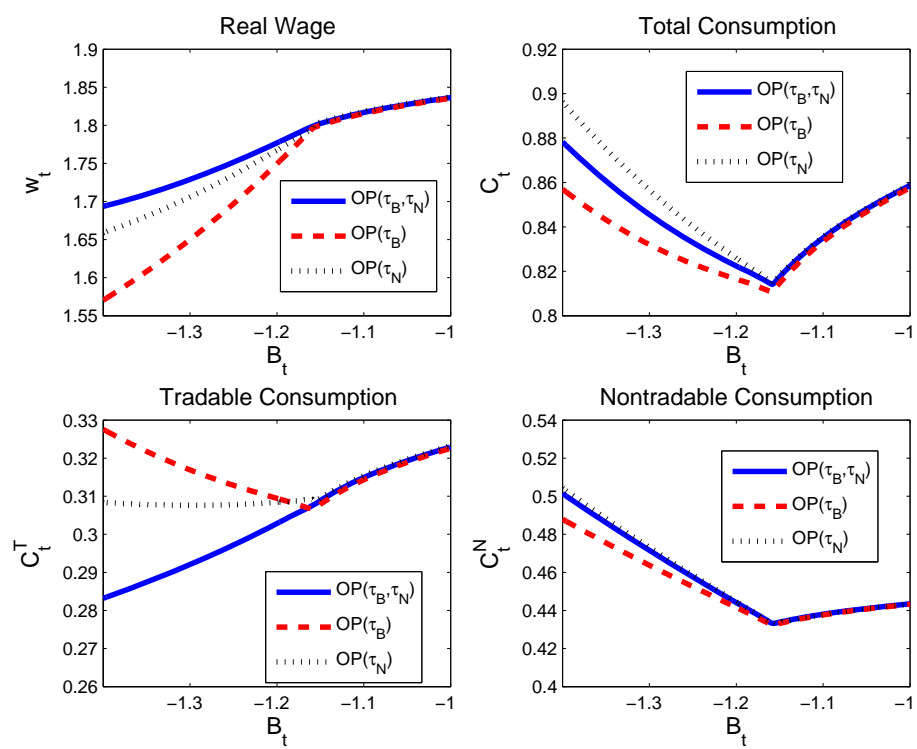 Real Wage
1.9
1.85
1.8
1.75
1.7
1.65
1.6
1.55
w_t
OP(τ_B,τ_N)
OP(τ_B)
OP(τ_N)
−1.3 −1.2 −1.1 −1
B_t
Total Consumption
0.92
0.9
0.88
0.86
0.84
0.82
0.8
C_t
OP(τ_B,τ_N)
OP(τ_B)
OP(τ_N)
−1.3 −1.2 −1.1 −1
B_t
Tradable Consumption
0.33
0.32
0.31
0.3
0.29
0.28
0.27
0.26
C_t^T
OP(τ_B,τ_N)
OP(τ_B)
OP(τ_N)
−1.3 −1.2 −1.1 −1
B_t
Nontradable Consumption
0.54
0.52
0.5
0.48
0.46
0.44
0.42
0.4
C_t^N
OP(τ_B,τ_N)
OP(τ_B)
OP(τ_N)
−1.3 −1.2 −1.1 −1
B_t